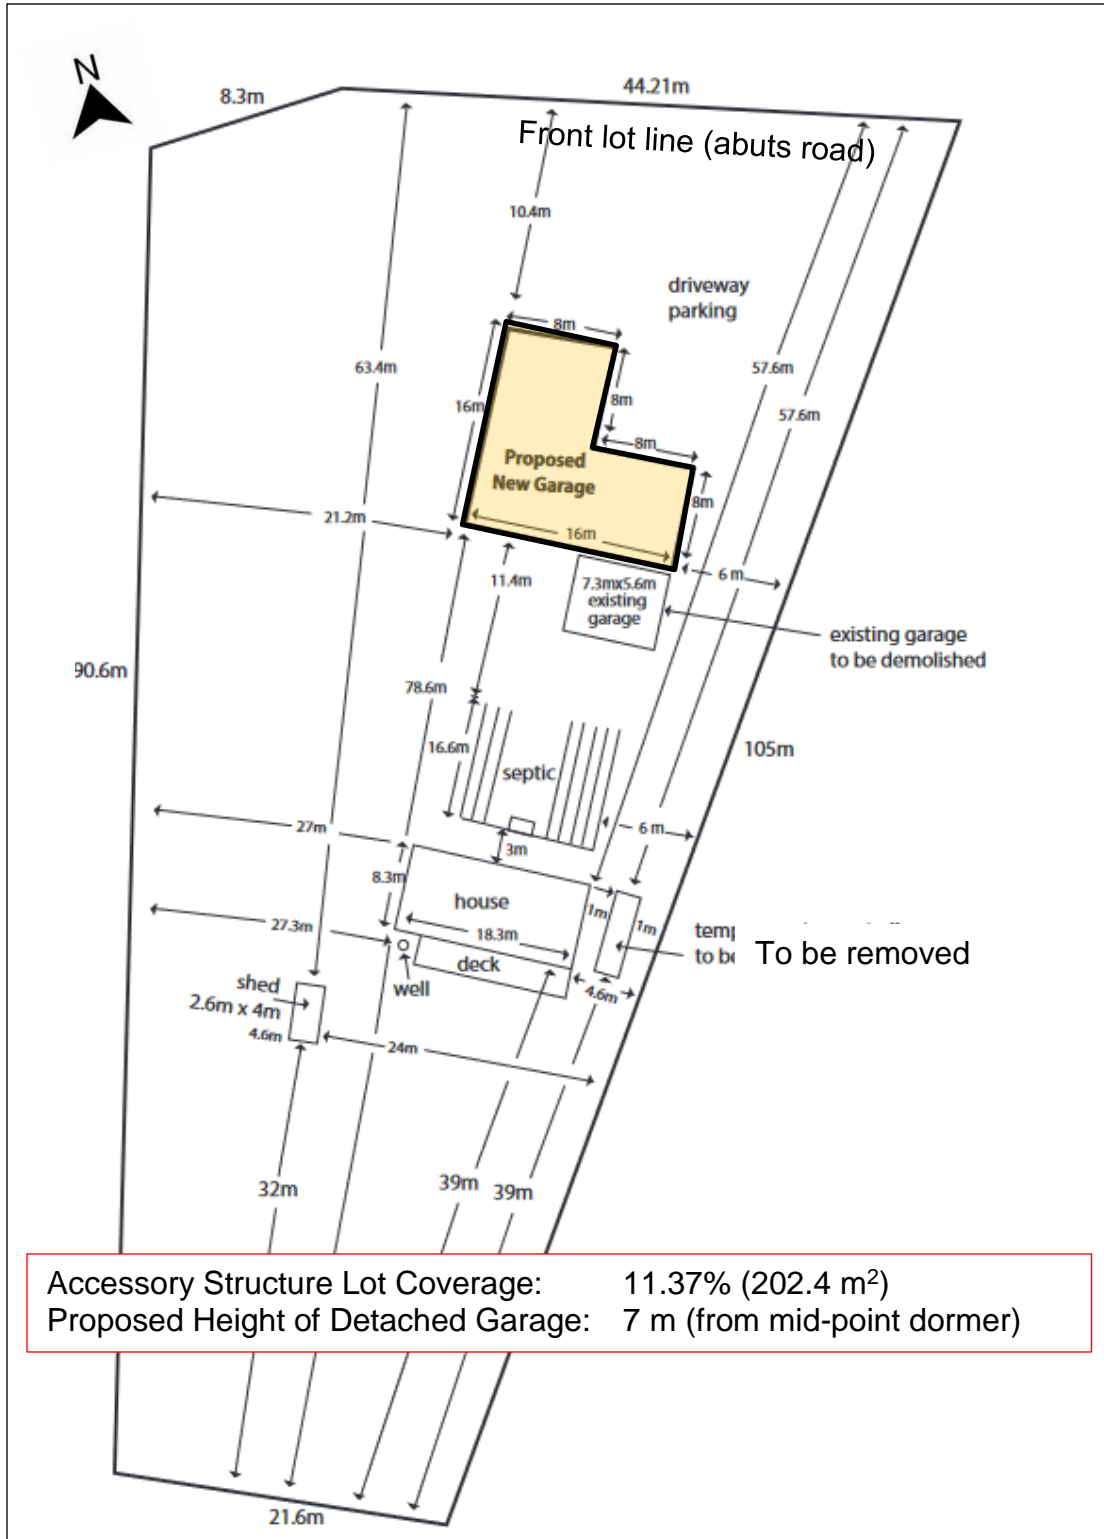 N
8.3m
44.21m
Front lot line (abuts road)
10.4m
driveway
parking
8m
63.4m
57.6m
16m
8m
57.6m
8m
Proposed
New Garage
8m
21.2m
16m
11.4m
7.3mx5.6m
existing
garage
6 m
existing garage
to be demolished
90.6m
78.6m
105m
16.6m
septic
27m
6 m
3m
8.3m
house
1m
1m
27.3m
18.3m
temp
to be
To be removed
deck
shed
2.6m x 4m
well
4.6m
4.6m
24m
32m
39m
39m
Accessory Structure Lot Coverage: 11.37% (202.4 m²)
Proposed Height of Detached Garage: 7 m (from mid-point dormer)
21.6m